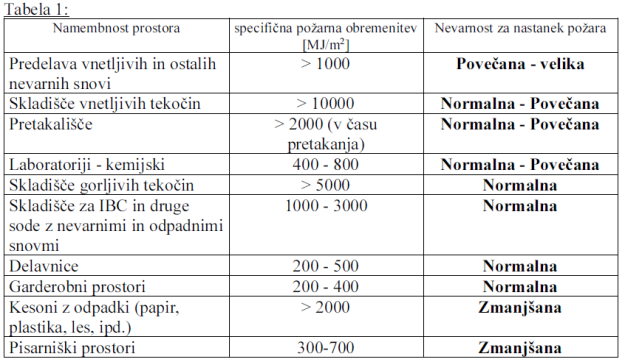 Tabela 1:
Namembnost prostora specifična požarna obremenitev Nevarnost za nastanek požara
[MJ/m²]
Predelava vnetljivih in ostalih > 1000 Povečana - velika
nevarnih snovi
Skladišče vnetljivih tekočin > 10000 Normalna - Povečana
Pretakališče > 2000 (v času Normalna - Povečana
pretakanja)
Laboratoriji - kemijski 400 - 800 Normalna - Povečana
Skladišče gorljivih tekočin > 5000 Normalna
Skladišče za IBC in druge 1000 - 3000 Normalna
sode z nevarnimi in odpadnimi
snovmi
Delavnice 200 - 500 Normalna
Garderobni prostori 200 - 400 Normalna
Kesoni z odpadki (papir, > 2000 Zmanjšana
plastika, les, ipd.)
Pisarniški prostori 300-700 Zmanjšana